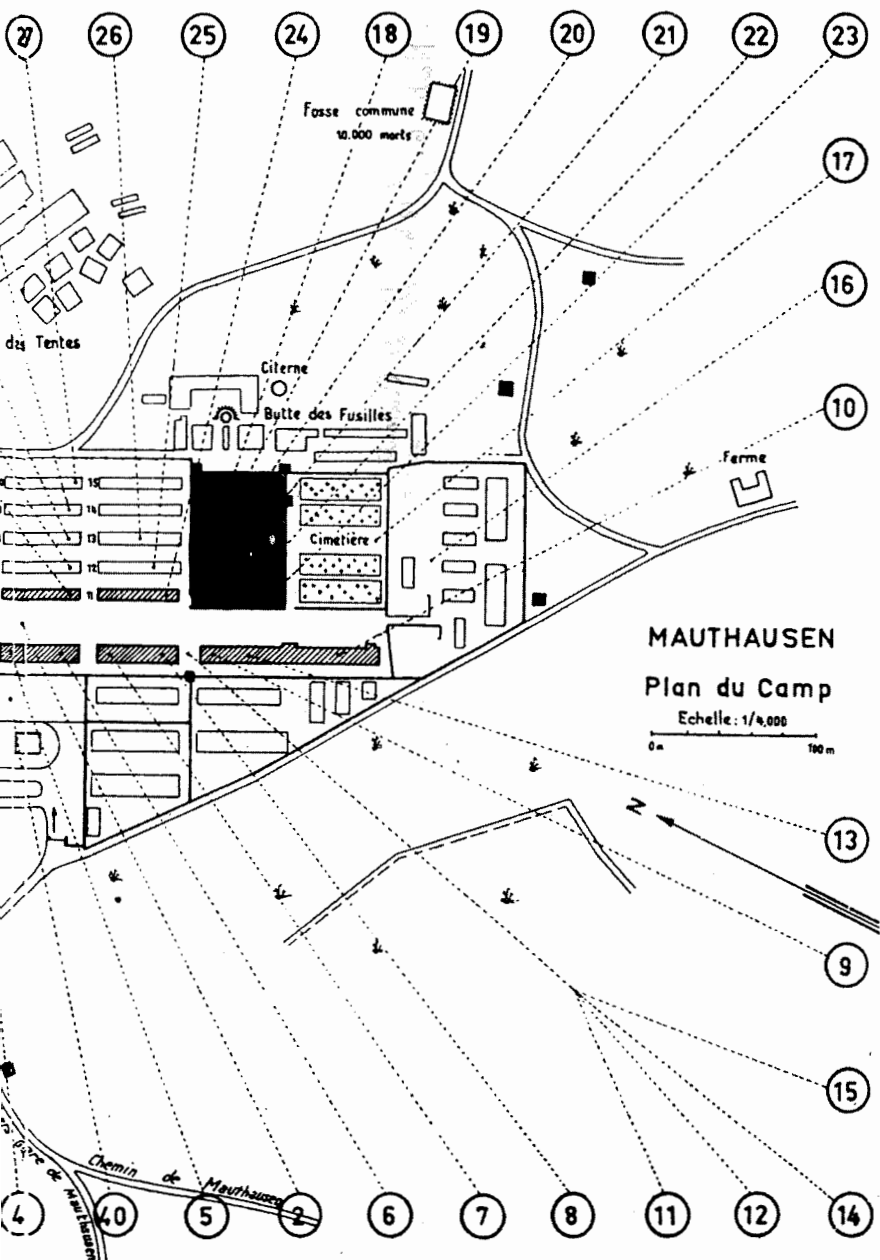 27 26 25 24 18 19 20 21 22 23
Fosse commune
10.000 morts
17
16
des Tentes
Citerne
Butte des Fusillés
10
Ferme
15
14
13
12
11
Cimetière
MAUTHAUSEN
Plan du Camp
Echelle: 1/4,000
0m 100 m
N
13
9
15
Chemin de Mauthausen
Gare de Mauthausen
4 40 5 2 6 7 8 11 12 14